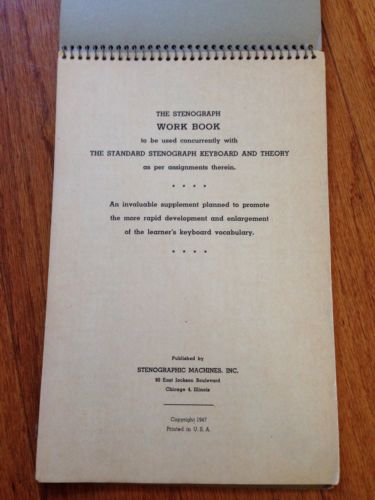 THE STENOGRAPH
WORK BOOK
to be used concurrently with
THE STANDARD STENOGRAPH KEYBOARD AND THEORY
as per assignments therein.
* * * *
An invaluable supplement planned to promote
the more rapid development and enlargement
of the learner's keyboard vocabulary.
* * * *
Published by
STENOGRAPHIC MACHINES, INC.
80 East Jackson Boulevard
Chicago 4, Illinois
Copyright 1947
Printed in U. S. A.